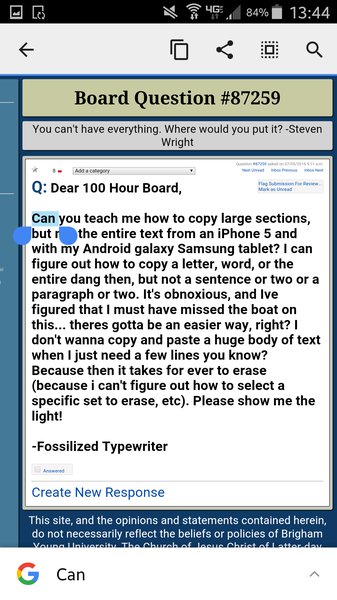 4G
84%
13:44
Board Question #87259
You can't have everything. Where would you put it? -Steven
Wright
Question #87259
8
Add a category
Next Unread
Inbox Previous
Inbox Next
Q: Dear 100 Hour Board,
Flag Submission For Review...
Mark as Unread
Can you teach me how to copy large sections,
but the entire text from an iPhone 5 and
with my Android galaxy Samsung tablet? I can
figure out how to copy a letter, word, or the
entire dang then, but not a sentence or two or a
paragraph or two. It's obnoxious, and Ive
figured that I must have missed the boat on
this... theres gotta be an easier way, right? I
don't wanna copy and paste a huge body of text
when I just need a few lines you know?
Because then it takes for ever to erase
(because i can't figure out how to select a
specific set to erase, etc). Please show me the
light!
-Fossilized Typewriter
Answered
Create New Response
This site, and the opinions and statements contained herein,
do not necessarily reflect the beliefs or policies of Brigham
Young University, The Church of Jesus Christ of Latter-day
G Can